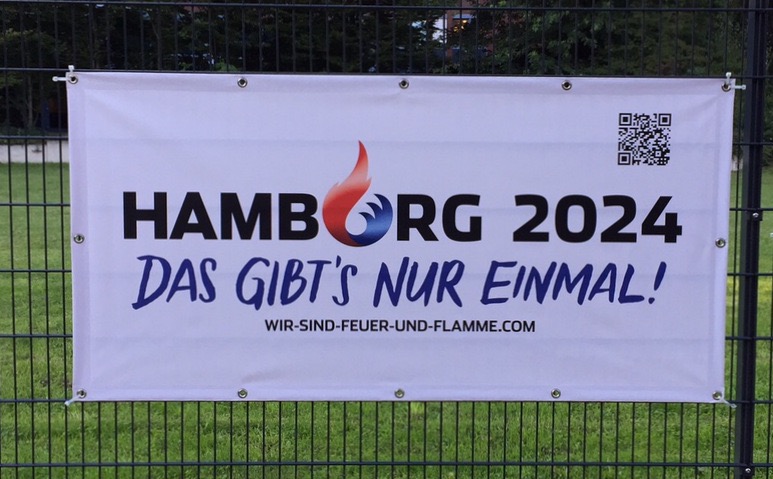 HAMBURG 2024
DAS GIBT'S NUR EINMAL!
WIR-SIND-FEUER-UND-FLAMME.COM